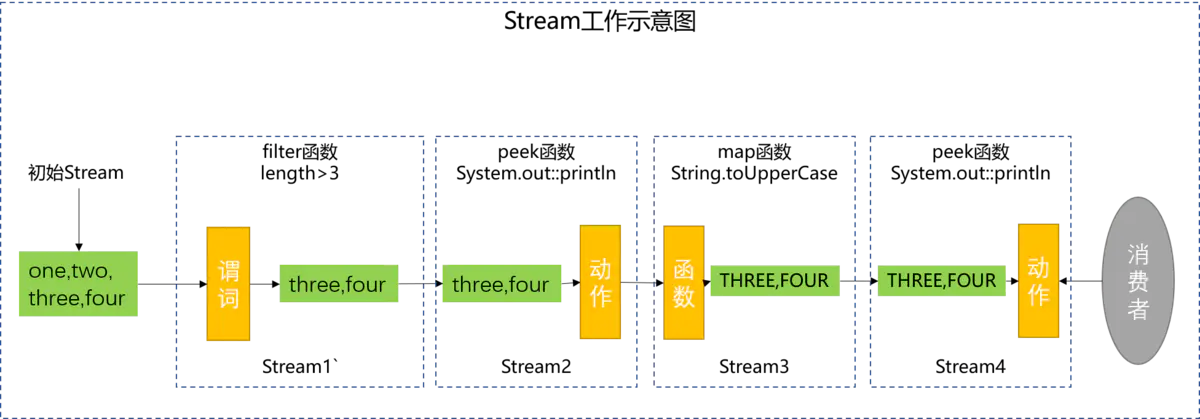 Stream工作示意图
初始Stream
one,two,
three,four
filter函数
length>3
谓
词
three,four
Stream1`
peek函数
System.out::println
three,four
动
作
Stream2
map函数
String.toUpperCase
函
数
THREE,FOUR
Stream3
peek函数
System.out::println
THREE,FOUR
动
作
Stream4
消
费
者